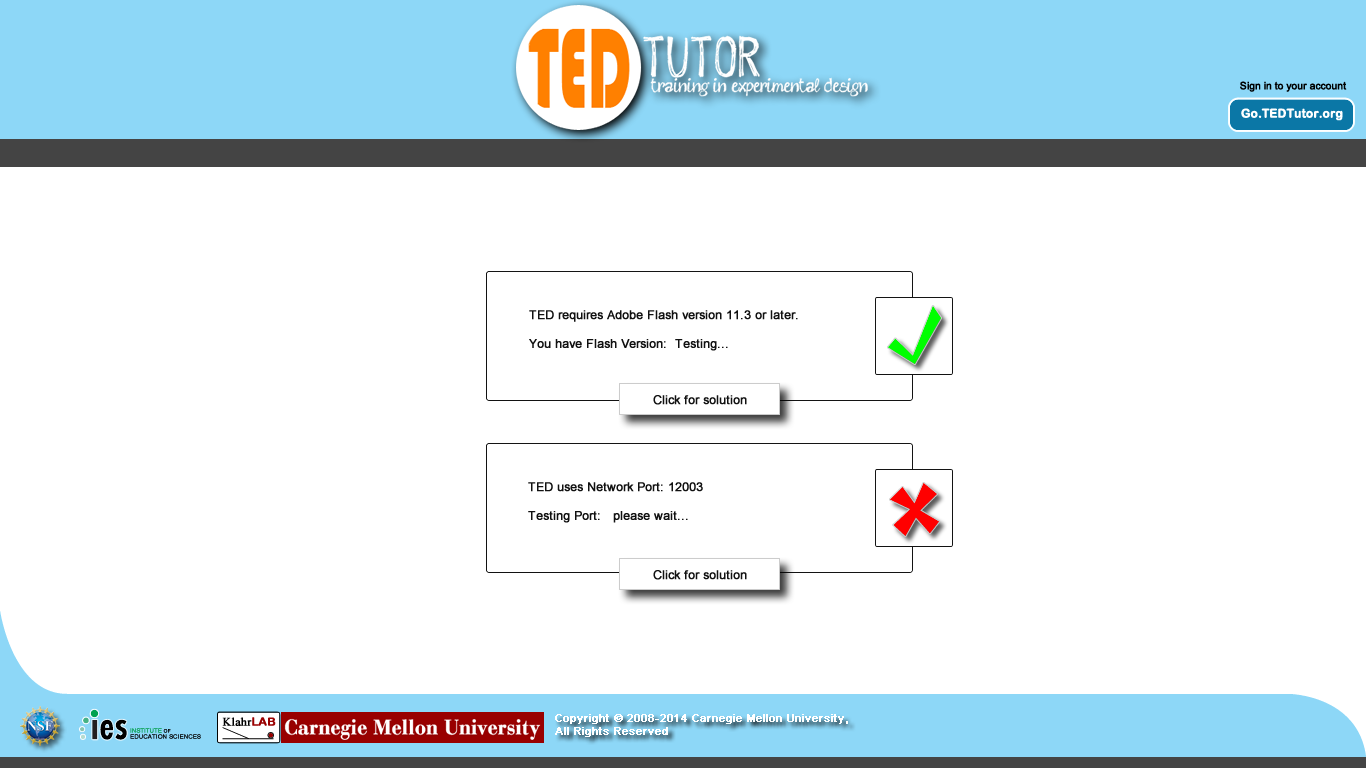 TED TUTOR
training in experimental design
Sign in to your account
Go.TEDTutor.org
TED requires Adobe Flash version 11.3 or later.
You have Flash Version: Testing...
Click for solution
TED uses Network Port: 12003
Testing Port: please wait...
Click for solution
NSF
ies INSTITUTE OF
EDUCATION SCIENCES
KlahrLAB
Carnegie Mellon University
Copyright © 2008-2014 Carnegie Mellon University,
All Rights Reserved